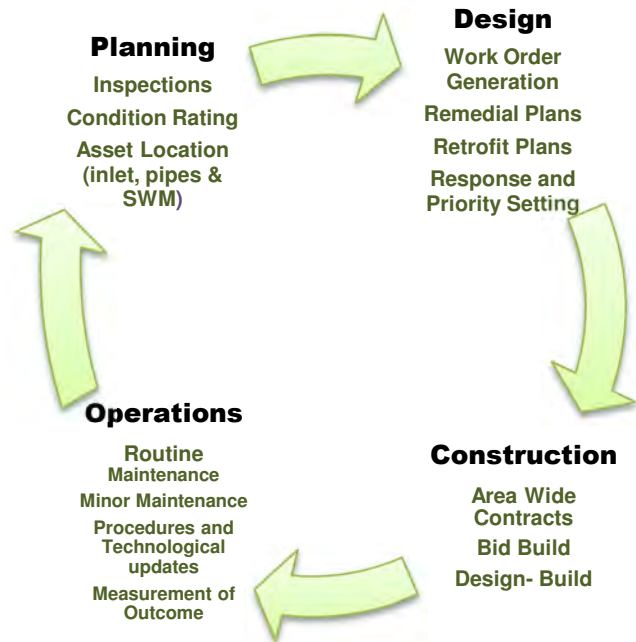 Planning
Inspections
Condition Rating
Asset Location
(inlet, pipes &
SWM)
Design
Work Order
Generation
Remedial Plans
Retrofit Plans
Response and
Priority Setting
Construction
Area Wide
Contracts
Bid Build
Design- Build
Operations
Routine
Maintenance
Minor Maintenance
Procedures and
Technological
updates
Measurement of
Outcome